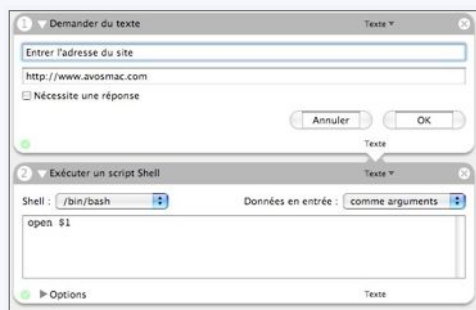 1 Demander du texte Texte
Entrer l'adresse du site
http://www.avosmac.com
Nécessite une réponse
Annuler OK
Texte
2 Exécuter un script Shell Texte
Shell : /bin/bash Données en entrée : comme arguments
open $1
Options Texte